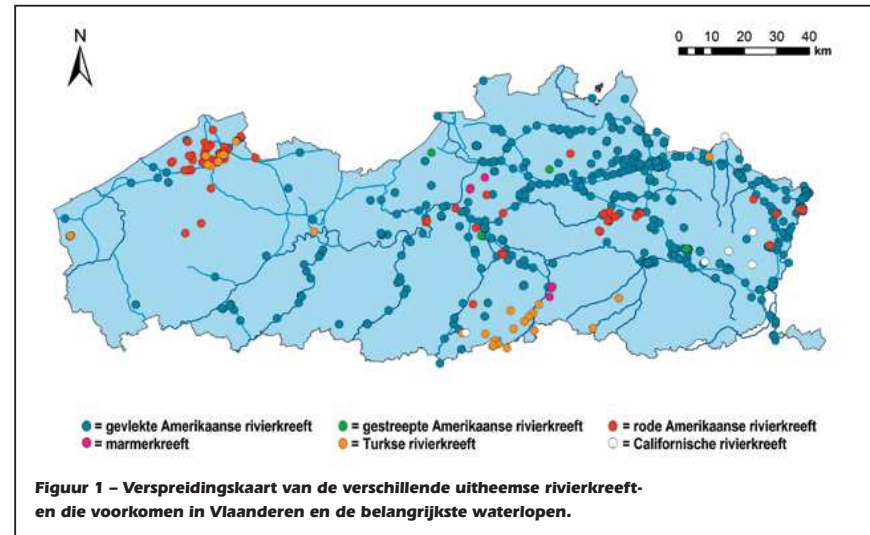 N
0 10 20 30 40
km
= gevlekte Amerikaanse rivierkreeft = gestreepte Amerikaanse rivierkreeft = rode Amerikaanse rivierkreeft
= marmerkreeft = Turkse rivierkreeft = Californische rivierkreeft
Figuur 1 – Verspreidingskaart van de verschillende uitheemse rivierkreeft-
en die voorkomen in Vlaanderen en de belangrijkste waterlopen.